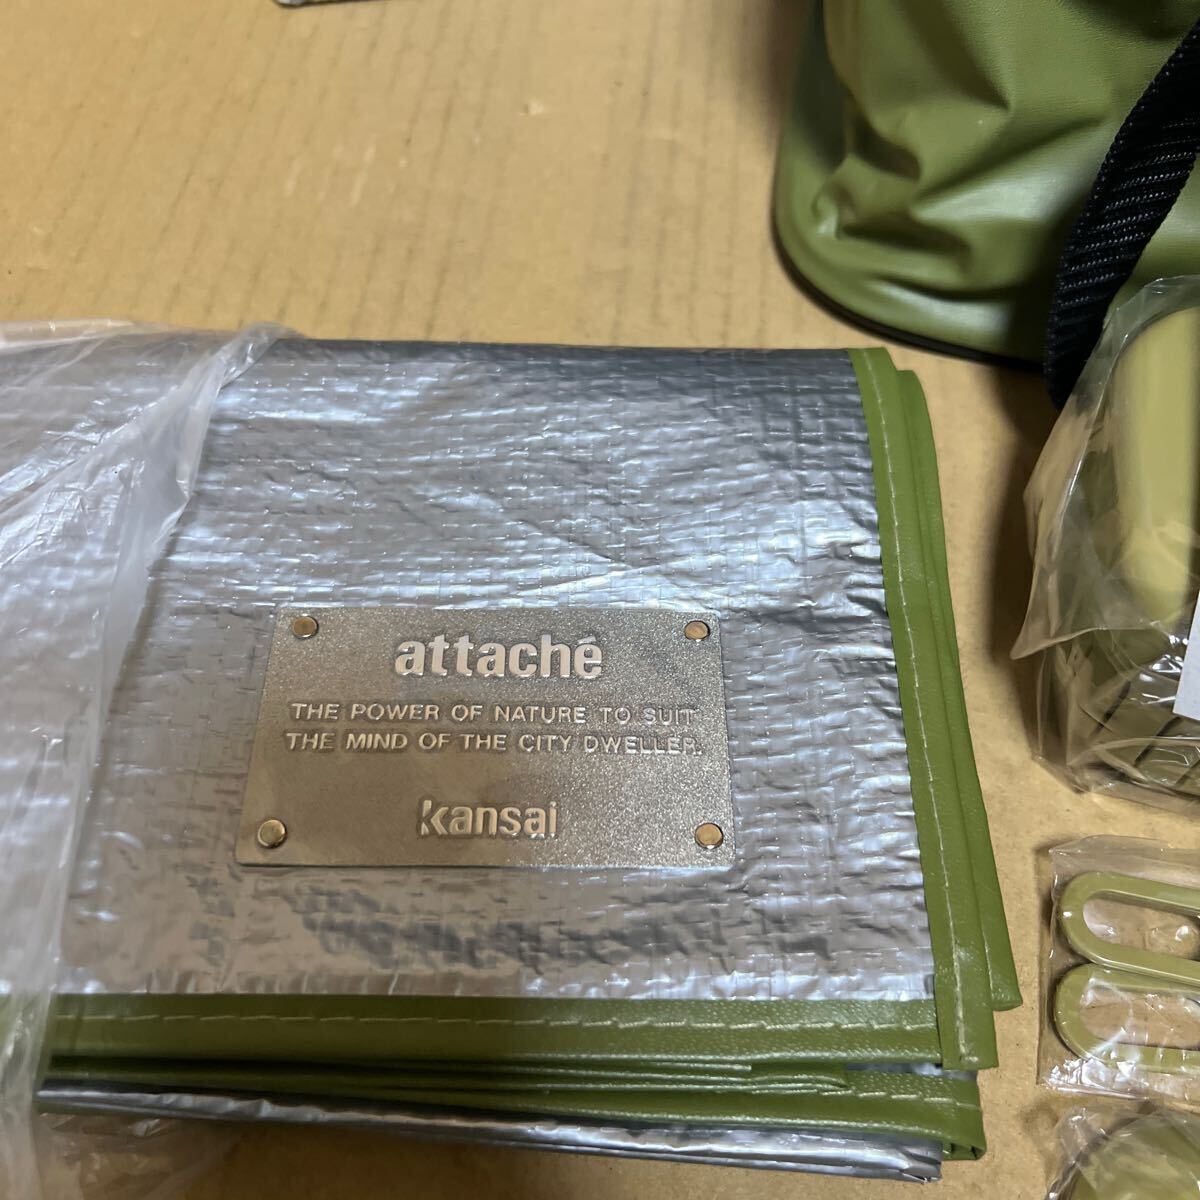 attaché
THE POWER OF NATURE TO SUIT
THE MIND OF THE CITY DWELLER.
kansai